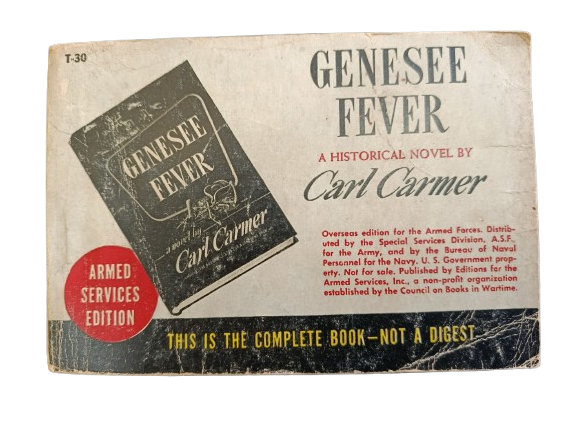 T-30
GENESEE
FEVER
A HISTORICAL NOVEL BY
Carl Carmer
GENESEE
FEVER
a novel by
Carl Carmer
Overseas edition for the Armed Forces. Distrib-
uted by the Special Services Division, A.S.F.,
for the Army, and by the Bureau of Naval
Personnel for the Navy. U. S. Government prop-
erty. Not for sale. Published by Editions for the
Armed Services, Inc., a non-profit organization
established by the Council on Books in Wartime.
ARMED
SERVICES
EDITION
THIS IS THE COMPLETE BOOK—NOT A DIGEST